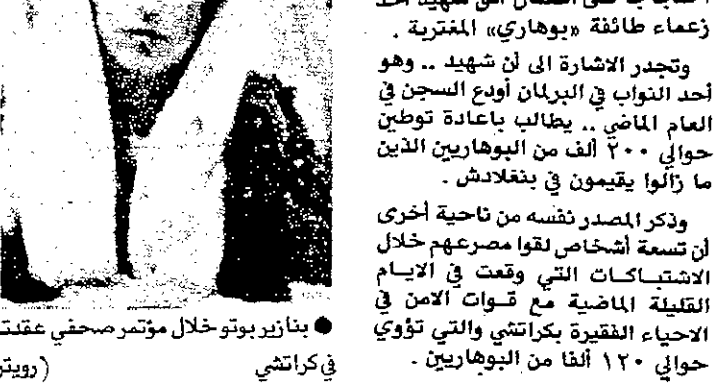 زعماء طائفة «بوهاري» المغتربة .
وتجدر الاشارة الى لن شهيد .. وهو
أحد النواب في البرلمان أودع السجن في
العام الماضي .. يطالب باعادة توطين
حوالي ٢٠٠ ألف من البوهاريين الذين
ما زالوا يقيمون في بنغلادش .
وذكر المصدر نفسه من ناحية أخرى
أن تسعة أشخاص لقوا مصرعهم خلال
الاشتباكات التي وقعت في الايام
القليلة الماضية مع قوات الامن في
الاحياء الفقيرة بكراتشي والتي تؤوي
حوالي ١٢٠ ألفا من البوهاريين .
● بنازير بوتو خلال مؤتمر صحفي عقدت
في كراتشي (رويتر